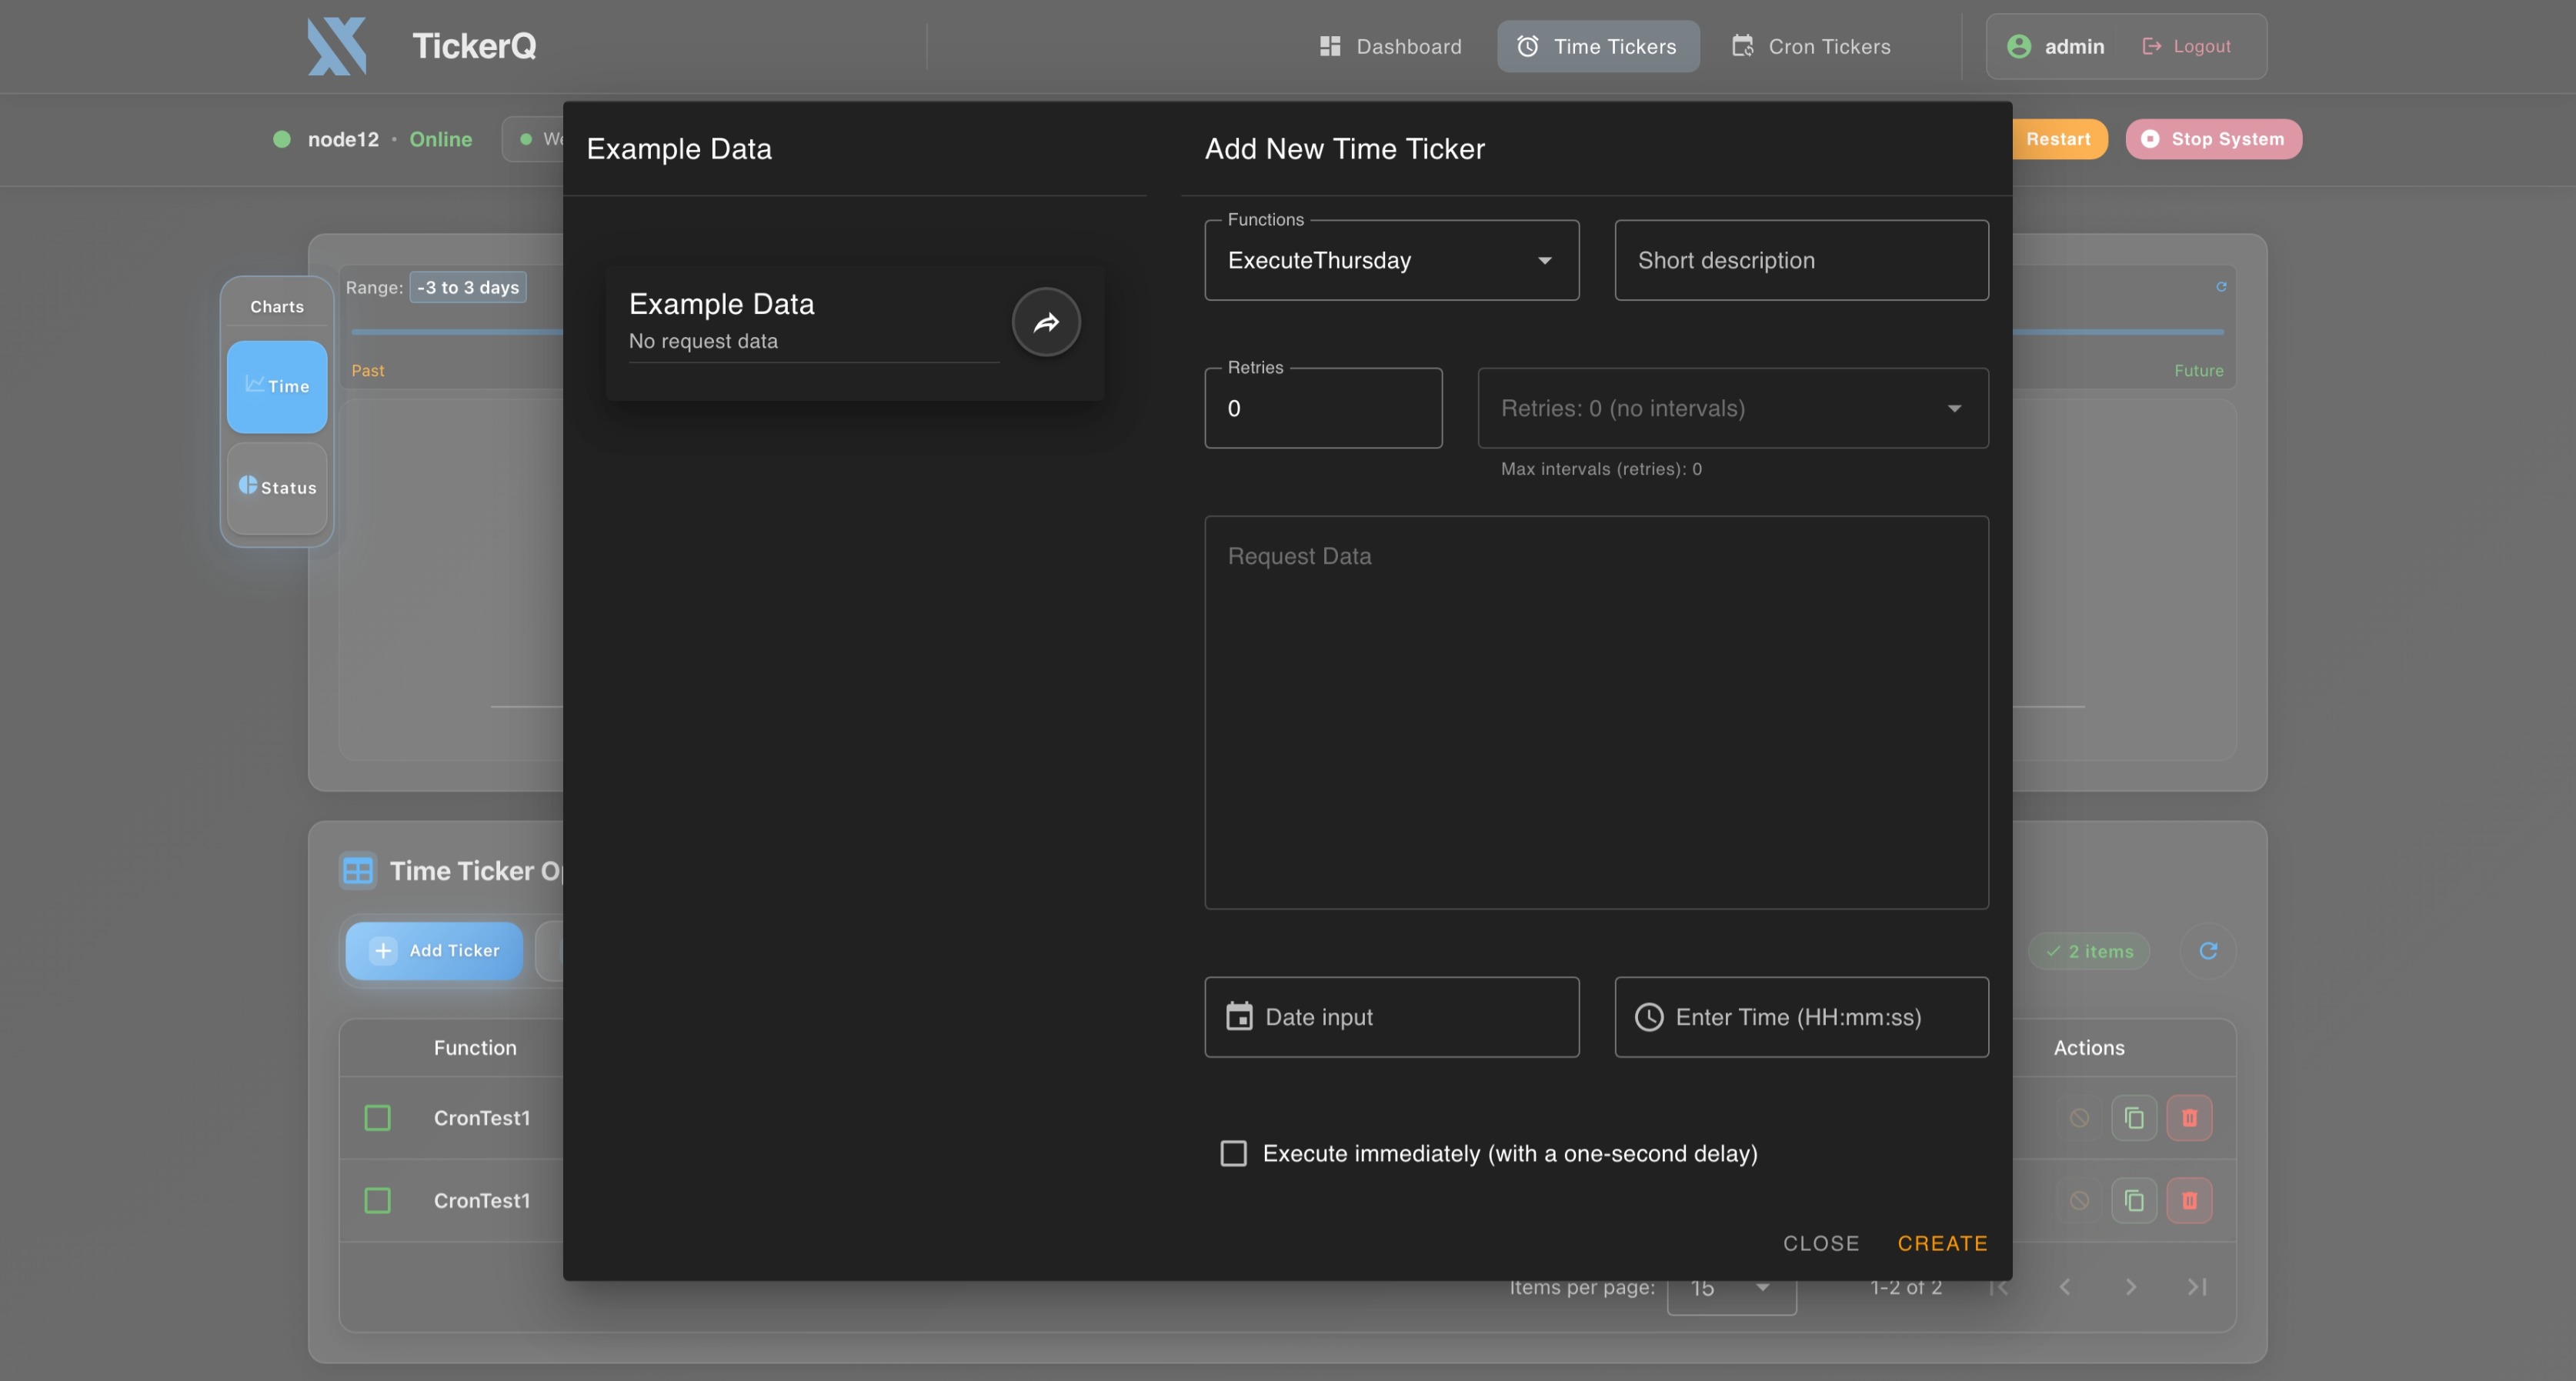 TickerQ
Dashboard
Time Tickers
Cron Tickers
admin
Logout
node12 • Online
Restart
Stop System
Charts
Time
Status
Range: -3 to 3 days
Past
Future
Example Data
Example Data
No request data
Add New Time Ticker
Functions
ExecuteThursday
Short description
Retries
0
Retries: 0 (no intervals)
Max intervals (retries): 0
Request Data
Date input
Enter Time (HH:mm:ss)
Execute immediately (with a one-second delay)
CLOSE
CREATE
Time Ticker
Add Ticker
2 items
Function
Actions
CronTest1
CronTest1
Items per page: 15
1-2 of 2